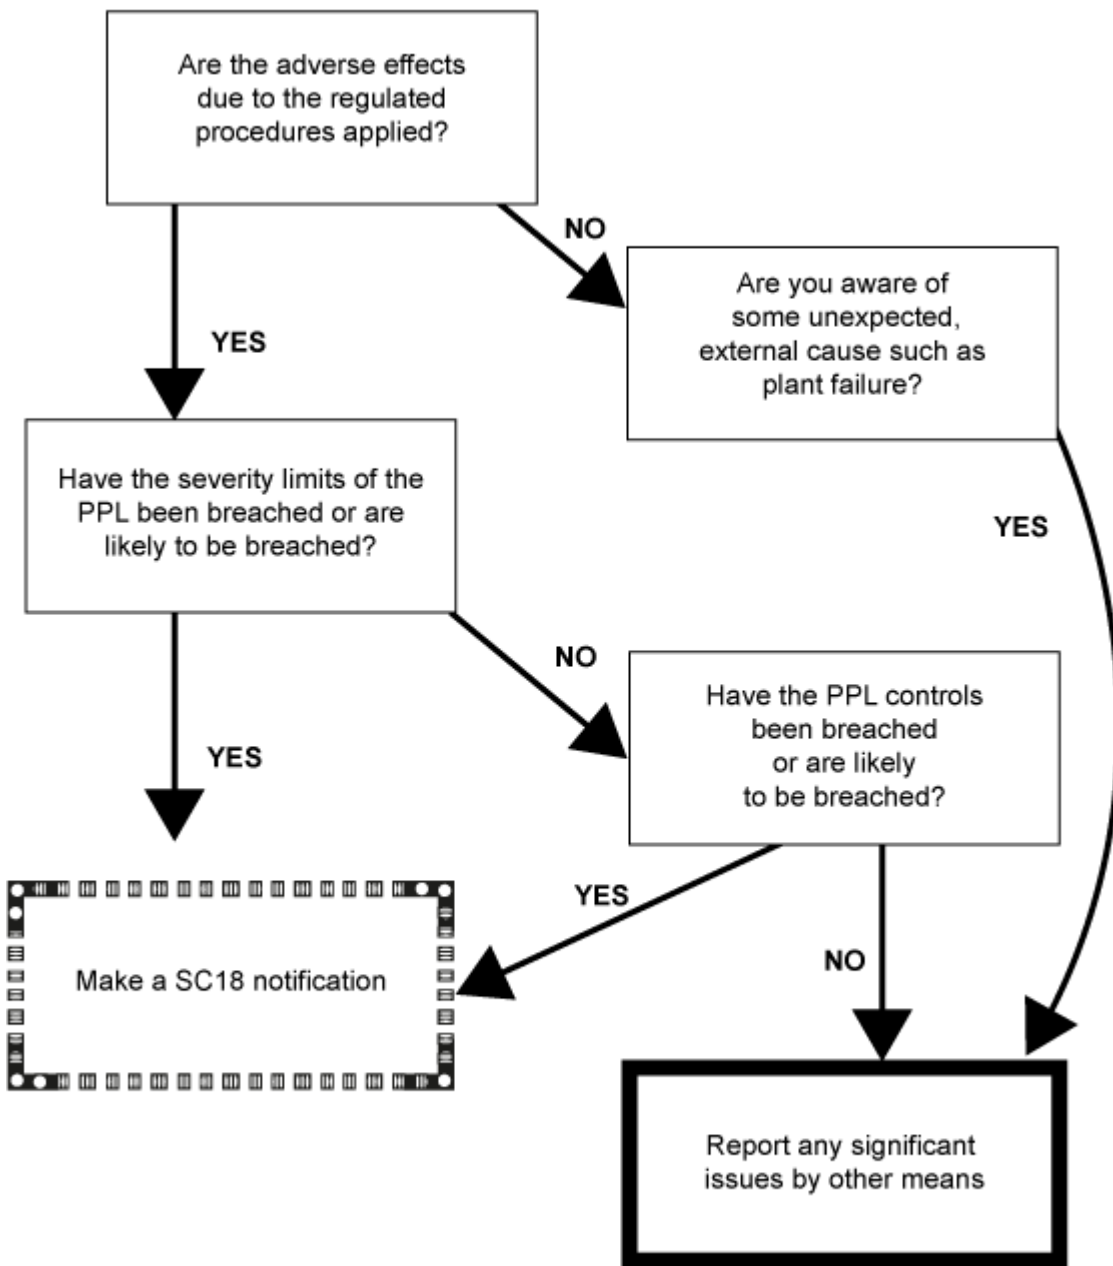 Are the adverse effects
due to the regulated
procedures applied?
NO
Are you aware of
some unexpected,
external cause such as
plant failure?
YES
Have the severity limits of the
PPL been breached or are
likely to be breached?
YES
NO
Have the PPL controls
been breached
or are likely
to be breached?
YES
YES
NO
Make a SC18 notification
Report any significant
issues by other means